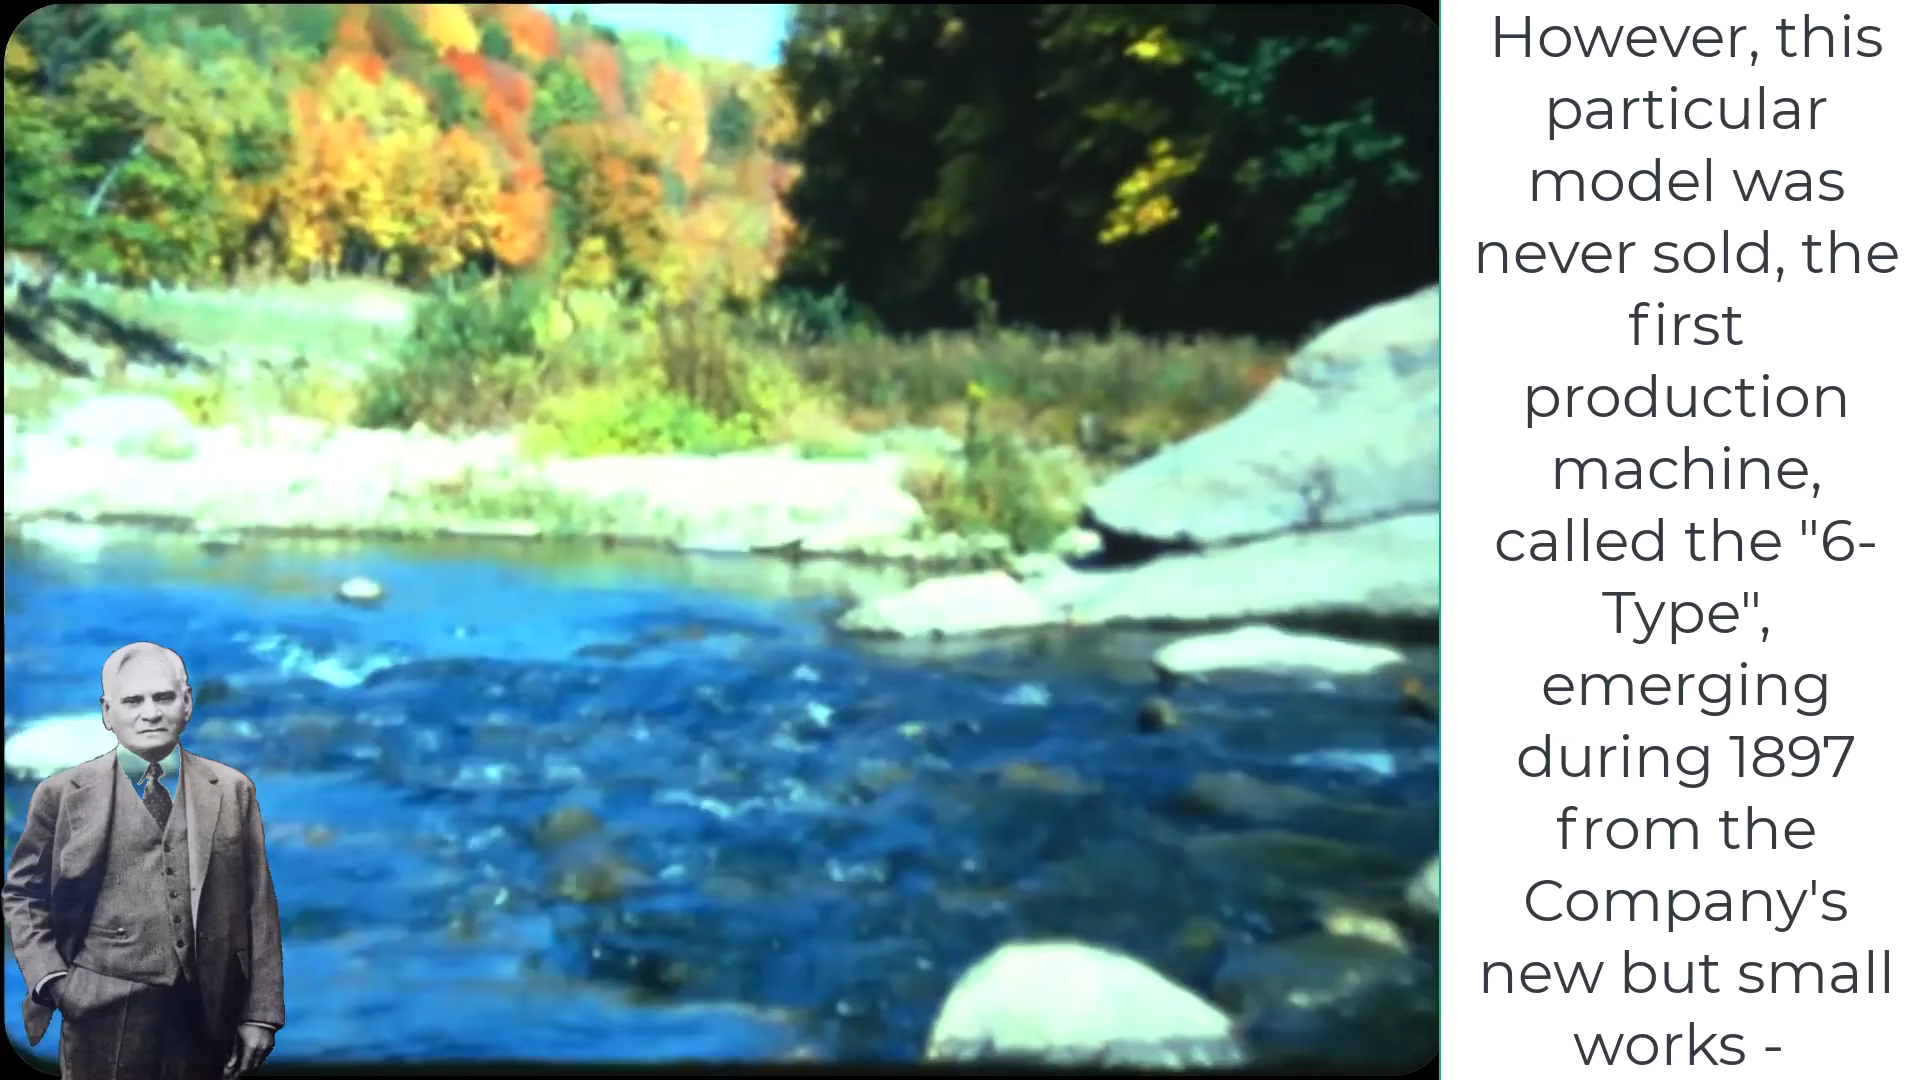 However, this
particular
model was
never sold, the
first
production
machine,
called the "6-
Type",
emerging
during 1897
from the
Company's
new but small
works -